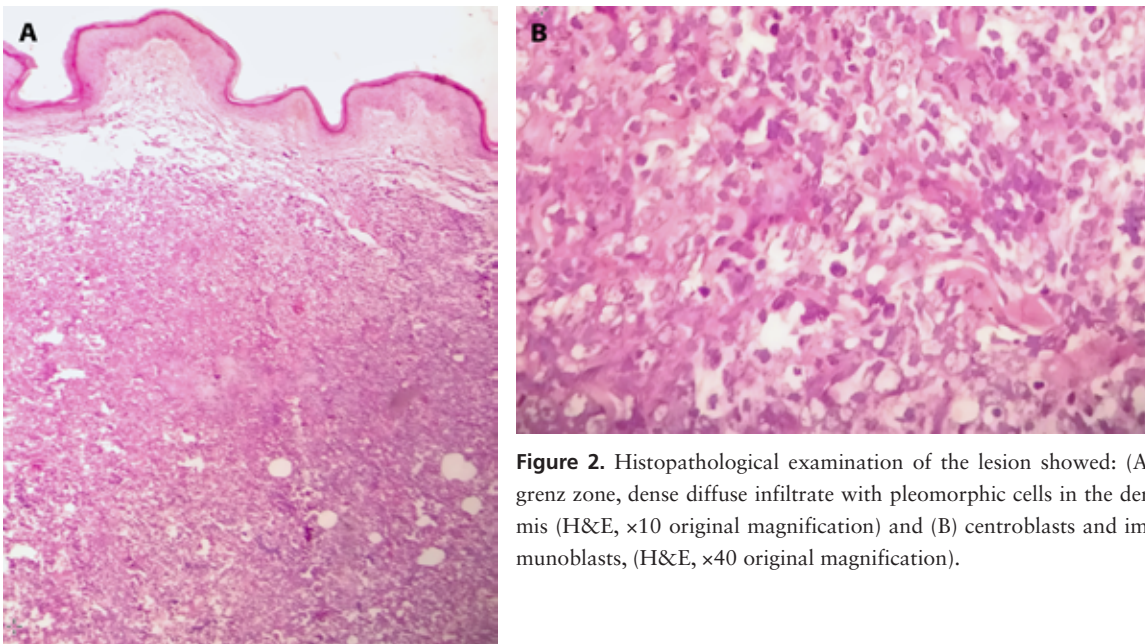 A
B
Figure 2. Histopathological examination of the lesion showed: (A
grenz zone, dense diffuse infiltrate with pleomorphic cells in the der
mis (H&E, ×10 original magnification) and (B) centroblasts and im
munoblasts, (H&E, ×40 original magnification).